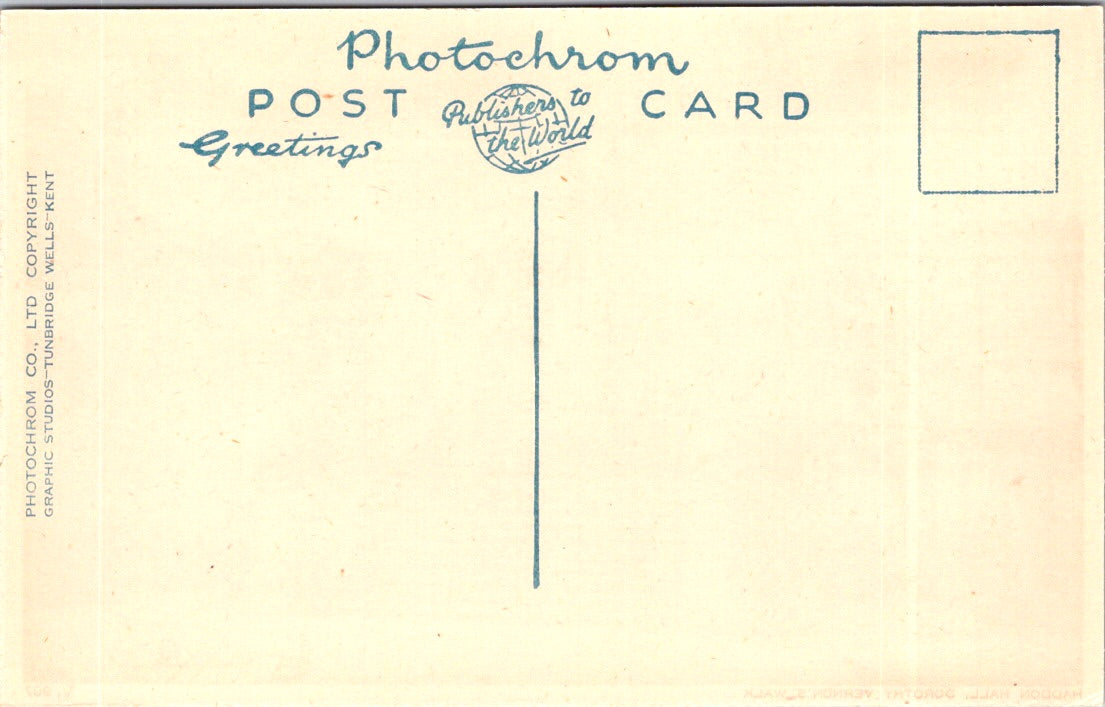 Photochrom
POST CARD
Publishers to
the World
Greetings
PHOTOCHROM CO., LTD COPYRIGHT
GRAPHIC STUDIOS–TUNBRIDGE WELLS–KENT
HADDON HALL, DOROTHY VERNON'S WALK